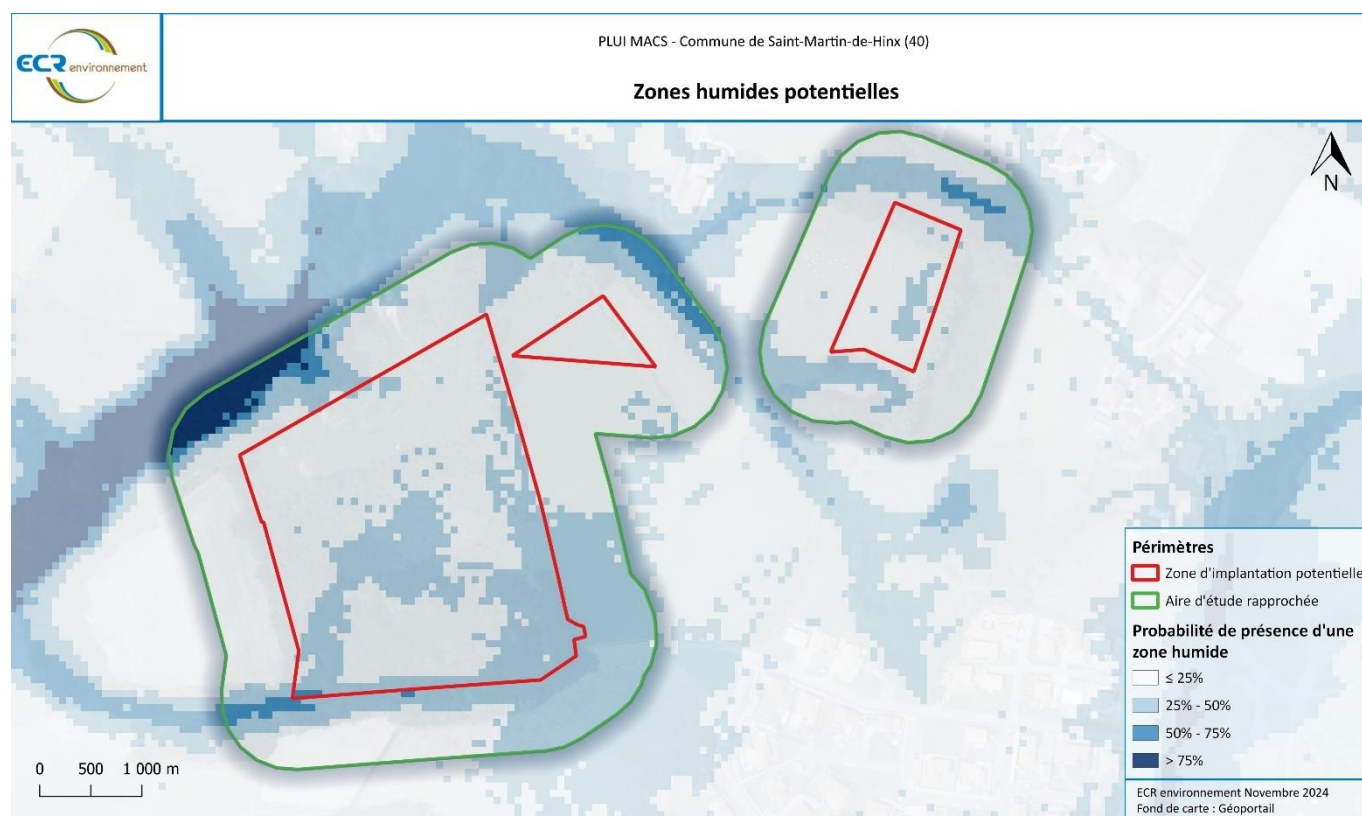 ECR environnement
PLUI MACS - Commune de Saint-Martin-de-Hinx (40)
Zones humides potentielles
N
Périmètres
Zone d'implantation potentielle
Aire d'étude rapprochée
Probabilité de présence d'une
zone humide
≤ 25%
25% - 50%
50% - 75%
> 75%
0 500 1 000 m
ECR environnement Novembre 2024
Fond de carte : Géoportail